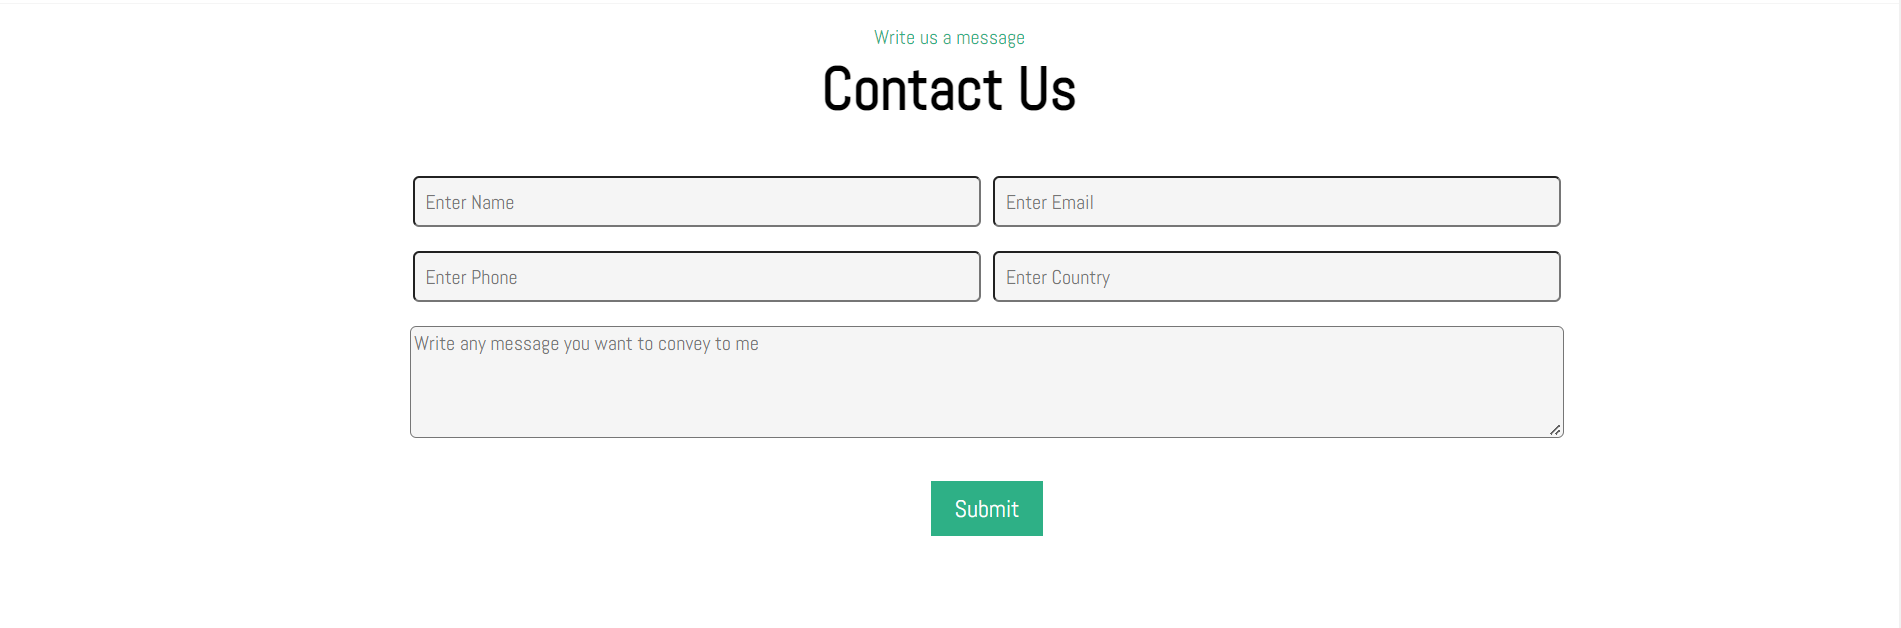 Write us a message
Contact Us
Enter Name
Enter Email
Enter Phone
Enter Country
Write any message you want to convey to me
Submit